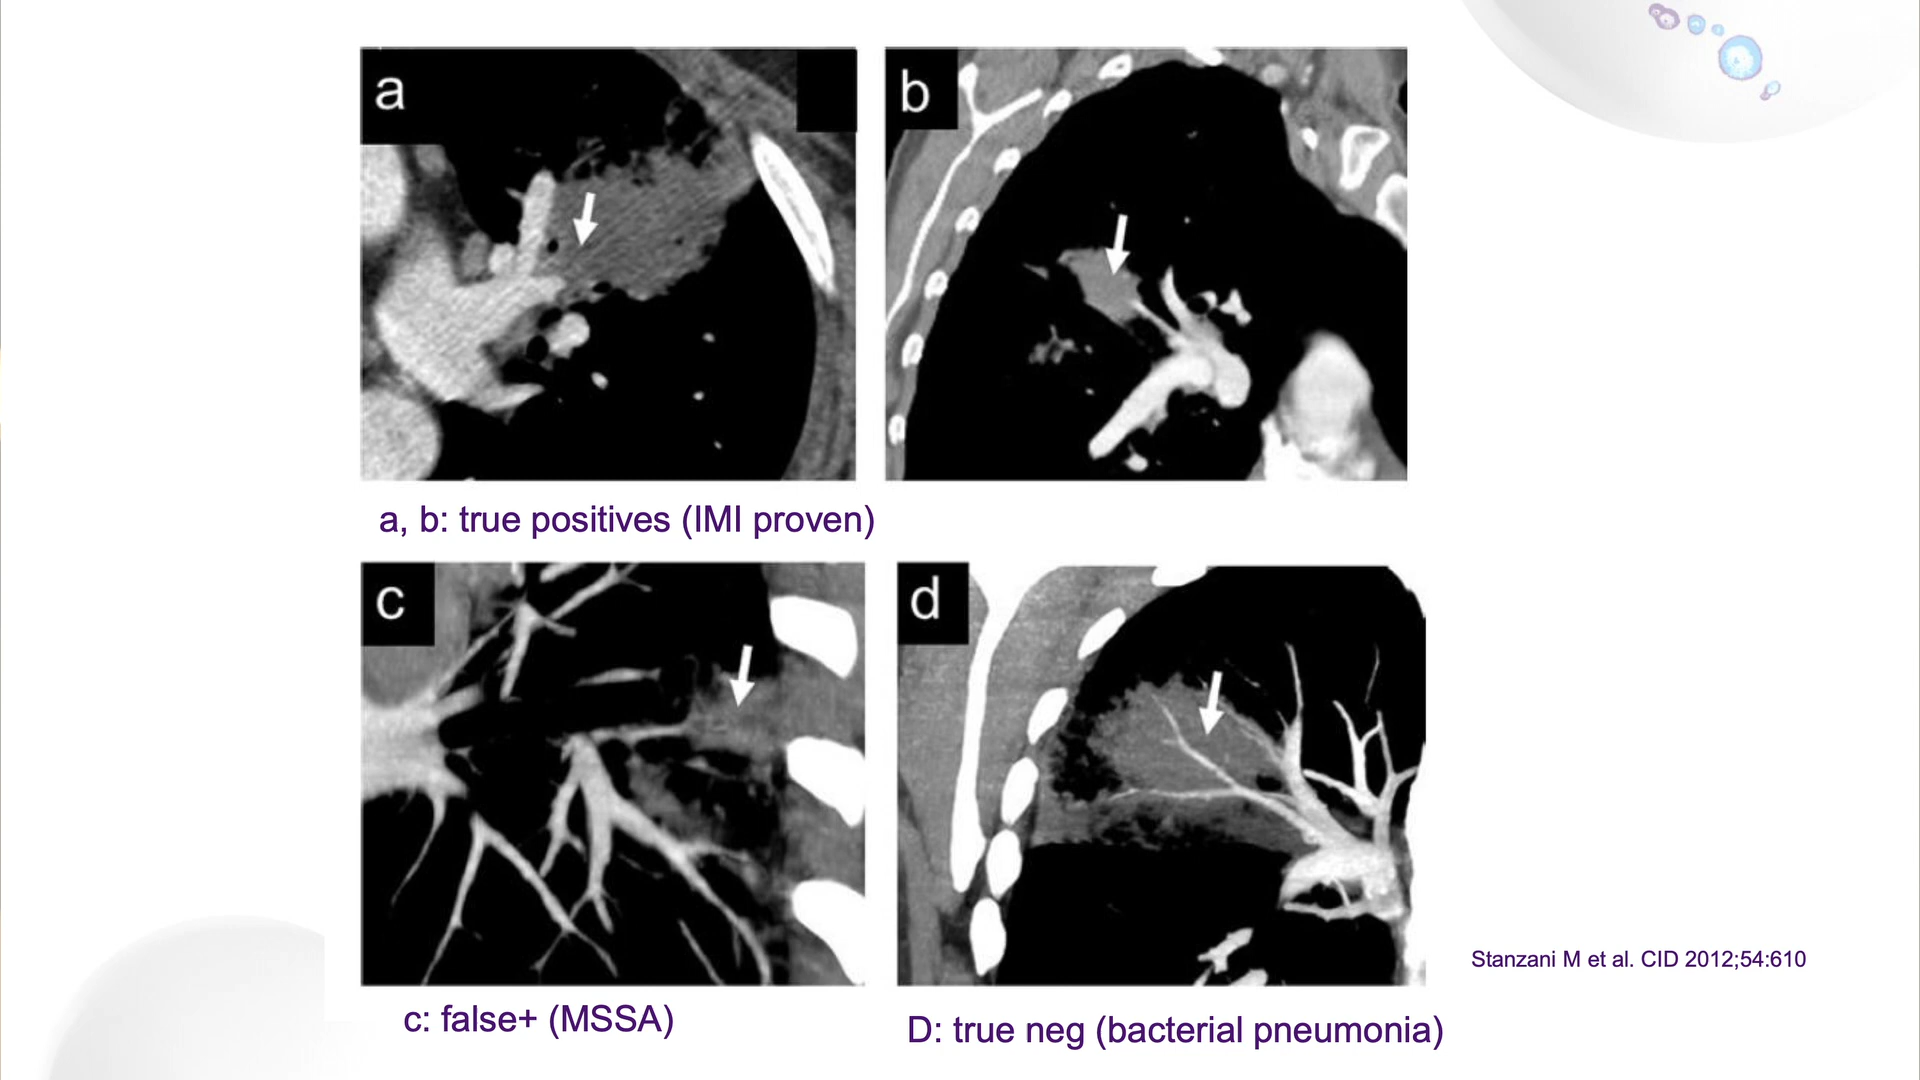 a
b
a, b: true positives (IMI proven)
c
d
Stanzani M et al. CID 2012;54:610
c: false+ (MSSA)
D: true neg (bacterial pneumonia)